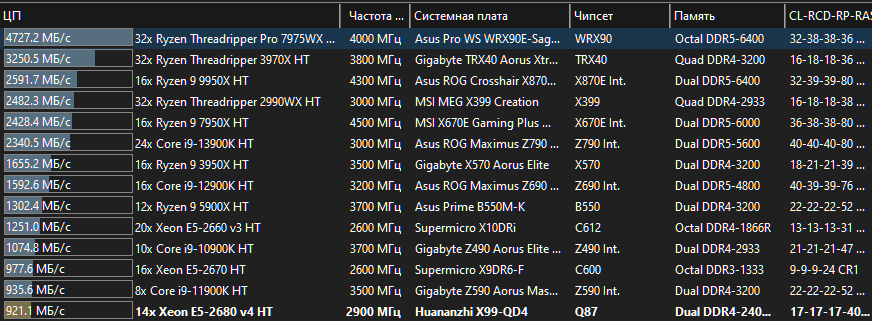 ЦП Частота ... Системная плата Чипсет Память CL-RCD-RP-RAS
4727.2 МБ/с 32x Ryzen Threadripper Pro 7975WX ... 4000 МГц Asus Pro WS WRX90E-Sag... WRX90 Octal DDR5-6400 32-38-38-36 ...
3250.5 МБ/с 32x Ryzen Threadripper 3970X HT 3800 МГц Gigabyte TRX40 Aorus Xtr... TRX40 Quad DDR4-3200 16-18-18-36 ...
2591.7 МБ/с 16x Ryzen 9 9950X HT 4300 МГц Asus ROG Crosshair X870... X870E Int. Dual DDR5-6400 32-39-39-80 ...
2482.3 МБ/с 32x Ryzen Threadripper 2990WX HT 3000 МГц MSI MEG X399 Creation X399 Quad DDR4-2933 16-18-18-38 ...
2428.4 МБ/с 16x Ryzen 9 7950X HT 4500 МГц MSI X670E Gaming Plus ... X670E Int. Dual DDR5-6000 36-38-38-80 ...
2340.5 МБ/с 24x Core i9-13900K HT 3000 МГц Asus ROG Maximus Z790 ... Z790 Int. Dual DDR5-5600 40-40-40-80 ...
1655.2 МБ/с 16x Ryzen 9 3950X HT 3500 МГц Gigabyte X570 Aorus Elite X570 Dual DDR4-3200 18-21-21-39 ...
1592.6 МБ/с 16x Core i9-12900K HT 3200 МГц Asus ROG Maximus Z690 ... Z690 Int. Dual DDR5-4800 40-39-39-76 ...
1302.4 МБ/с 12x Ryzen 9 5900X HT 3700 МГц Asus Prime B550M-K B550 Dual DDR4-3200 22-22-22-52 ...
1251.0 МБ/с 20x Xeon E5-2660 v3 HT 2600 МГц Supermicro X10DRi C612 Octal DDR4-1866R 13-13-13-31 ...
1074.8 МБ/с 10x Core i9-10900K HT 3700 МГц Gigabyte Z490 Aorus Elite ... Z490 Int. Dual DDR4-2933 21-21-21-47 ...
977.6 МБ/с 16x Xeon E5-2670 HT 2600 МГц Supermicro X9DR6-F C600 Octal DDR3-1333 9-9-9-24 CR1
935.6 МБ/с 8x Core i9-11900K HT 3500 МГц Gigabyte Z590 Aorus Mas... Z590 Int. Dual DDR4-3200 22-22-22-53 ...
921.1 МБ/с 14x Xeon E5-2680 v4 HT 2900 МГц Huananzhi X99-QD4 Q87 Dual DDR4-240... 17-17-17-40...